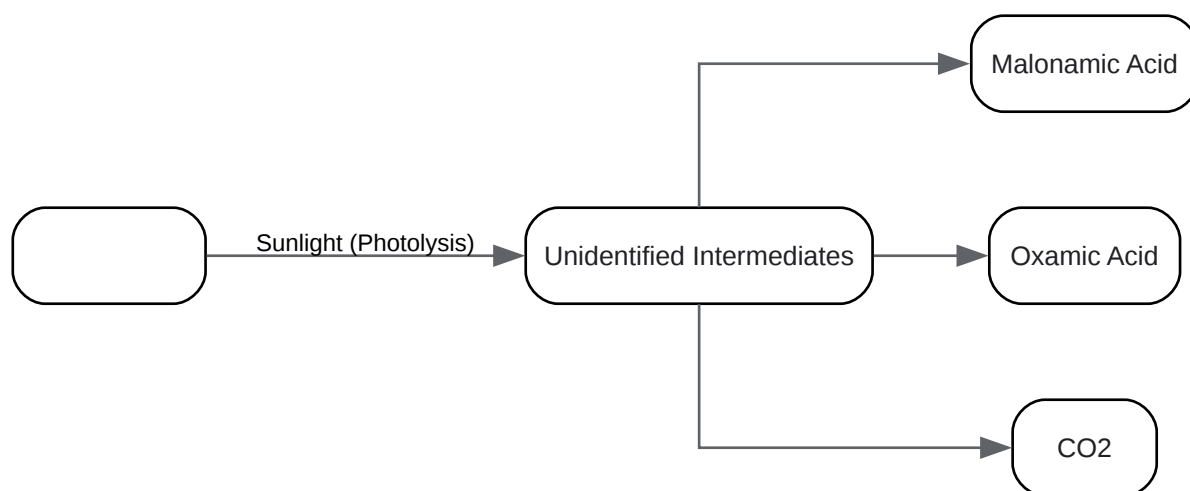 Malonamic Acid
Sunlight (Photolysis)
Unidentified Intermediates
Oxamic Acid
CO2